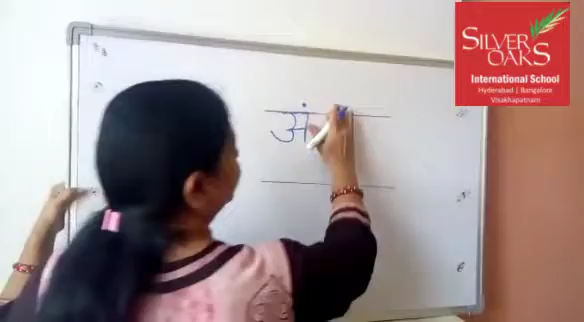 अं
SILVER
OAKS
International School
Hyderabad | Bangalore
Visakhapatnam